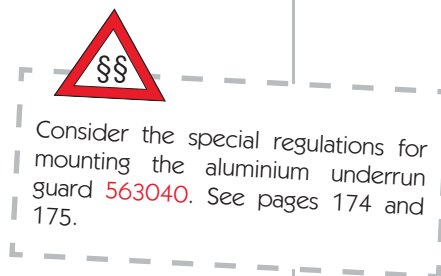 §§
Consider the special regulations for
mounting the aluminium underrun
guard 563040. See pages 174 and
175.